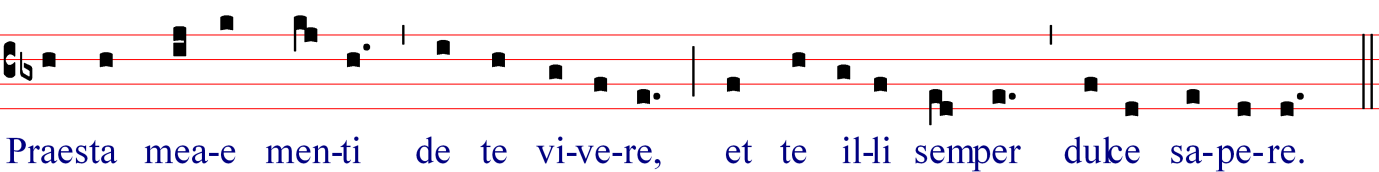 Praesta mea-e men-ti de te vi-ve-re, et te il-li semper dulce sa-pe-re.